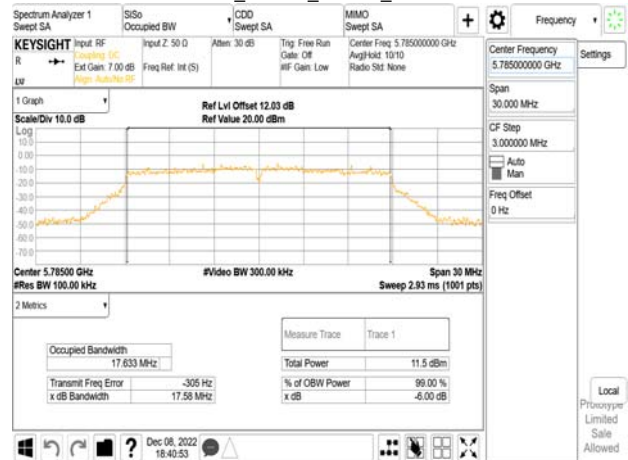 Spectrum Analyzer 1
Swept SA
SISo
Occupied BW
CDD
Swept SA
MIMO
Swept SA
+
Frequency
KEYSIGHT
R
Input: RF
Coupling: DC
Ext Gain: 7.00 dB
Align: Auto/No RF
Input Z: 50 Ω
Freq Ref: Int (S)
Atten: 30 dB
Trig: Free Run
Gate: Off
#IF Gain: Low
Center Freq: 5.785000000 GHz
Avg|Hold: 10/10
Radio Std: None
Center Frequency
5.785000000 GHz
Settings
Span
30.000 MHz
CF Step
3.000000 MHz
Auto
Man
Freq Offset
0 Hz
1 Graph
Scale/Div 10.0 dB
Ref Lvl Offset 12.03 dB
Ref Value 20.00 dBm
Log
10.0
0.00
-10.0
-20.0
-30.0
-40.0
-50.0
-60.0
-70.0
Center 5.78500 GHz
#Res BW 100.00 kHz
#Video BW 300.00 kHz
Span 30 MHz
Sweep 2.93 ms (1001 pts)
2 Metrics
Measure Trace
Trace 1
Occupied Bandwidth
17.633 MHz
Total Power
11.5 dBm
Transmit Freq Error
-305 Hz
% of OBW Power
99.00 %
x dB Bandwidth
17.58 MHz
x dB
-6.00 dB
Local
Prototype
Limited
Sale
Allowed
?
Dec 08, 2022
18:40:53